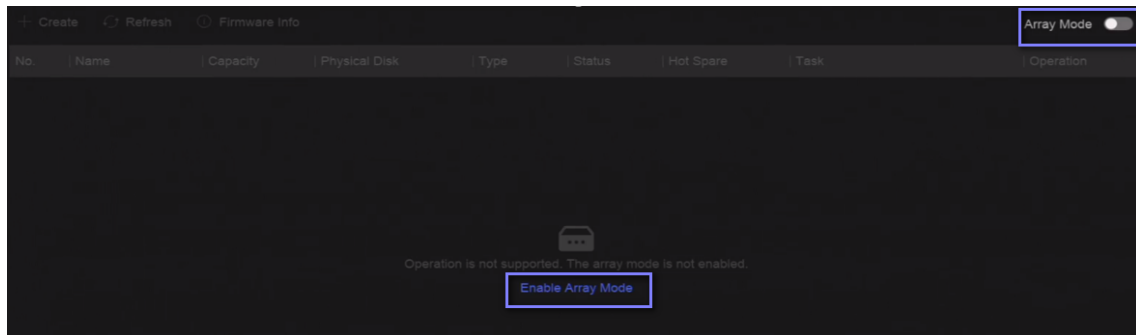 Create Refresh Firmware Info Array Mode
No. Name Capacity Physical Disk Type Status Hot Spare Task Operation
Operation is not supported. The array mode is not enabled.
Enable Array Mode